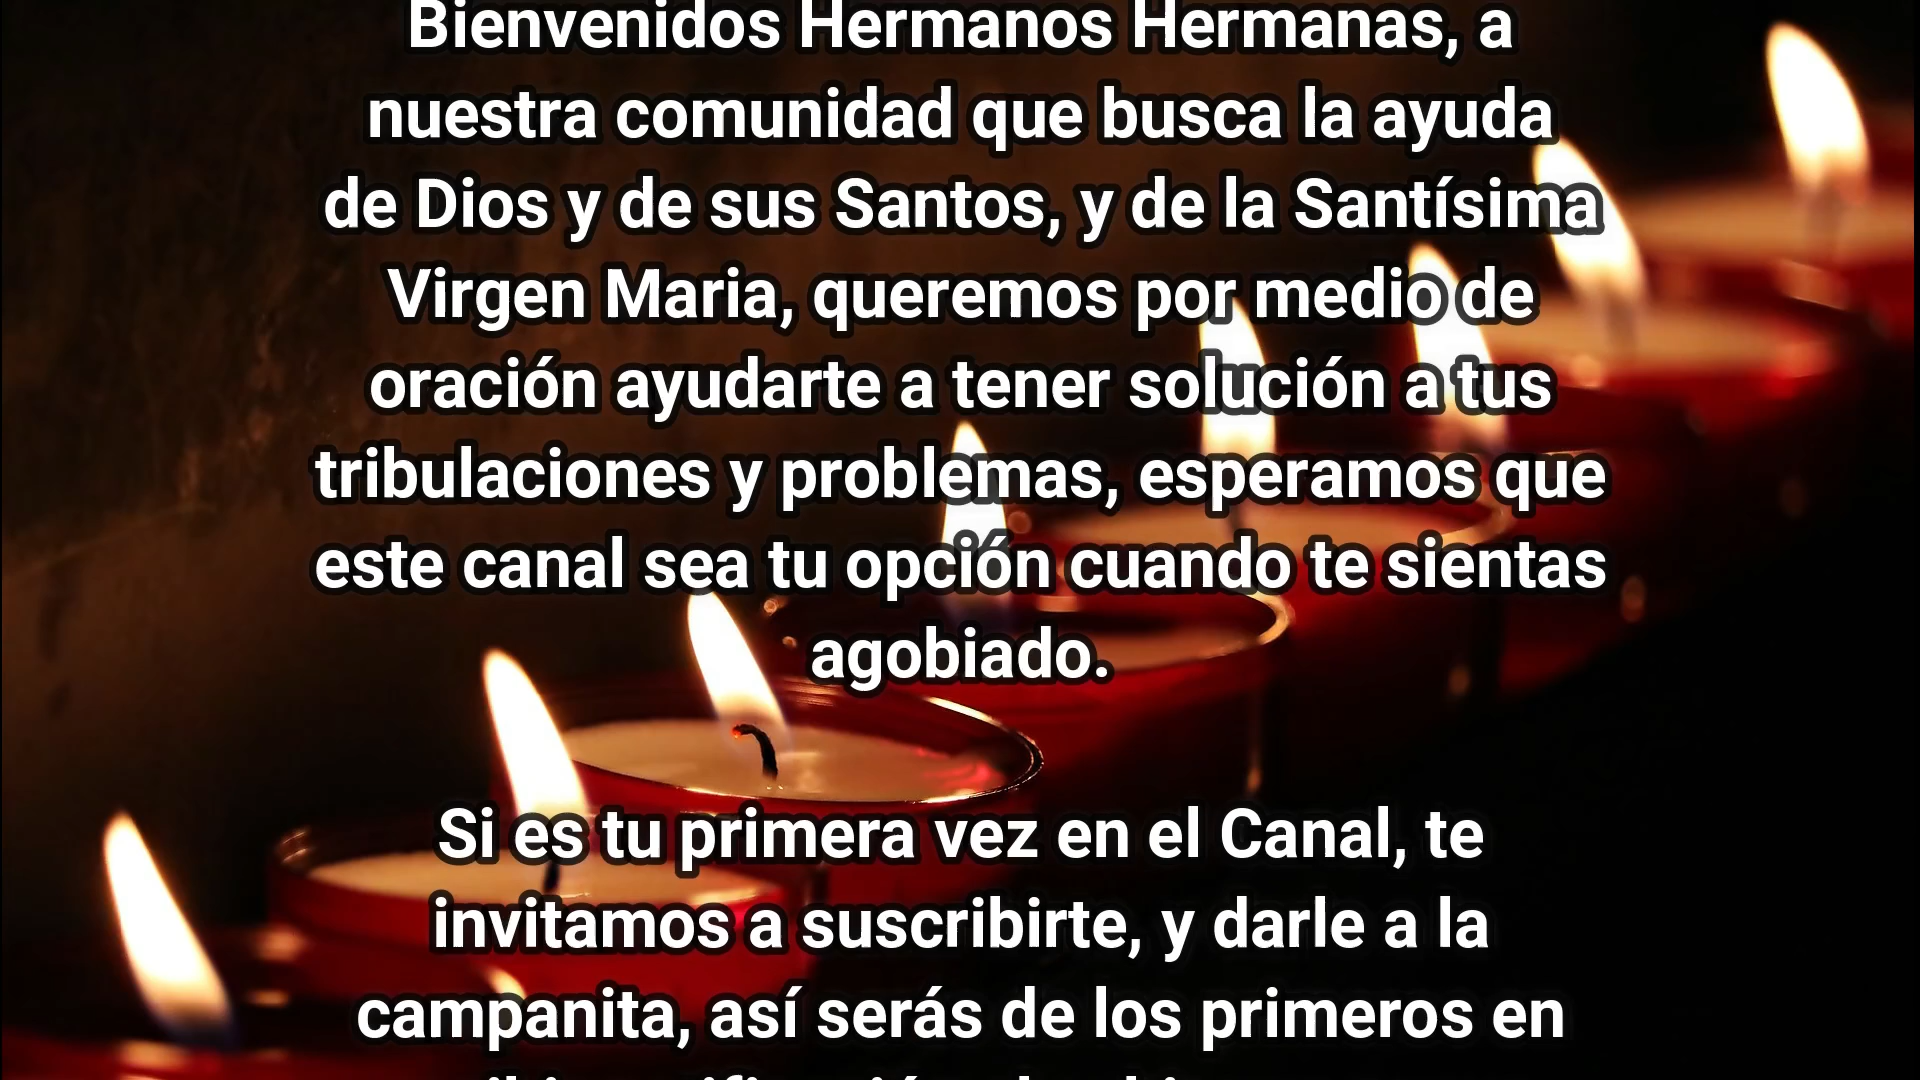 Bienvenidos Hermanos Hermanas, a
nuestra comunidad que busca la ayuda
de Dios y de sus Santos, y de la Santísima
Virgen Maria, queremos por medio de
oración ayudarte a tener solución a tus
tribulaciones y problemas, esperamos que
este canal sea tu opción cuando te sientas
agobiado.
Si es tu primera vez en el Canal, te
invitamos a suscribirte, y darle a la
campanita, así serás de los primeros en